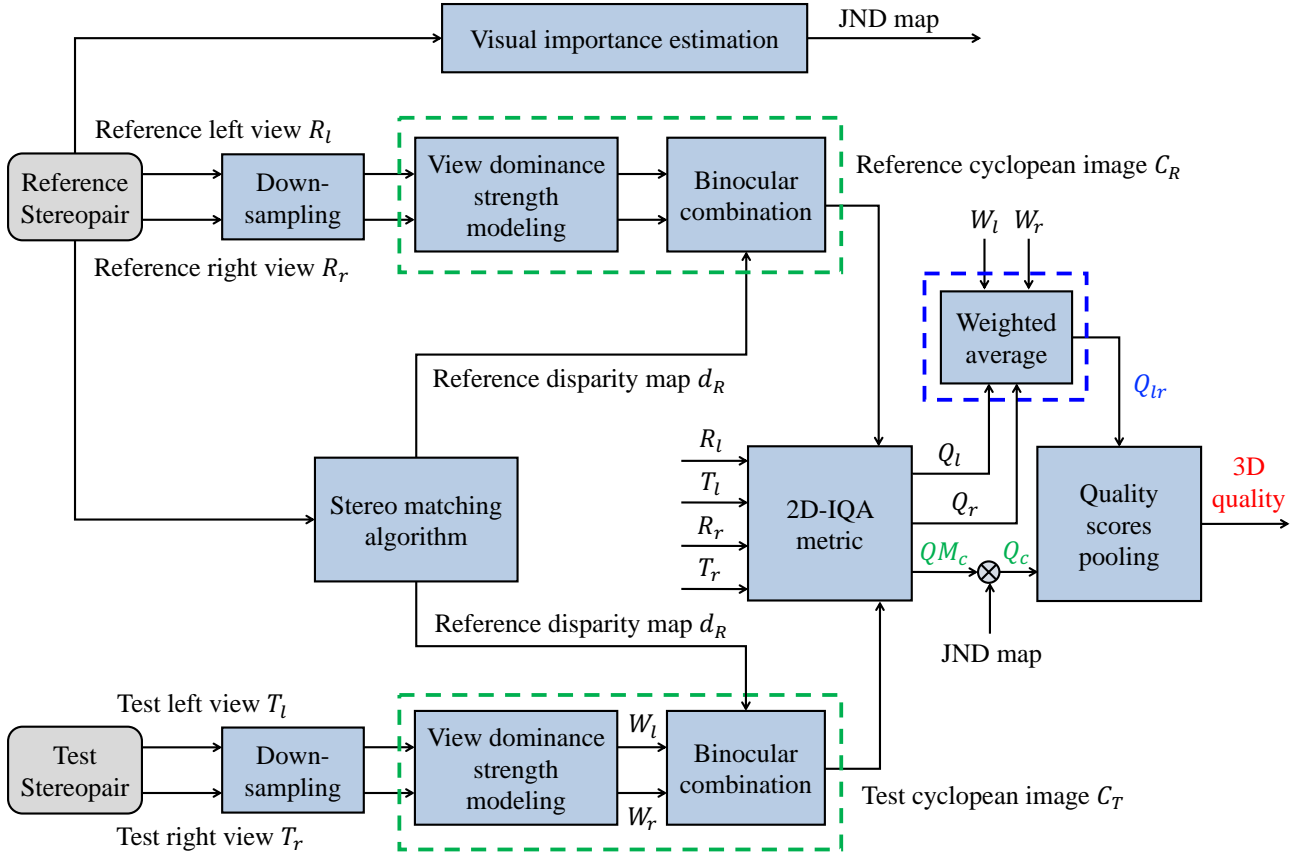 JND map
Visual importance estimation
Reference left view R_l
Reference
Stereopair
Down-
sampling
View dominance
strength
modeling
Binocular
combination
Reference cyclopean image C_R
Reference right view R_r
W_l
W_r
Weighted
average
Q_lr
Reference disparity map d_R
Stereo matching
algorithm
R_l
T_l
R_r
T_r
2D-IQA
metric
Q_l
Q_r
QM_c
Q_c
Quality
scores
pooling
3D
quality
JND map
Reference disparity map d_R
Test left view T_l
Test
Stereopair
Down-
sampling
View dominance
strength
modeling
W_l
W_r
Binocular
combination
Test cyclopean image C_T
Test right view T_r